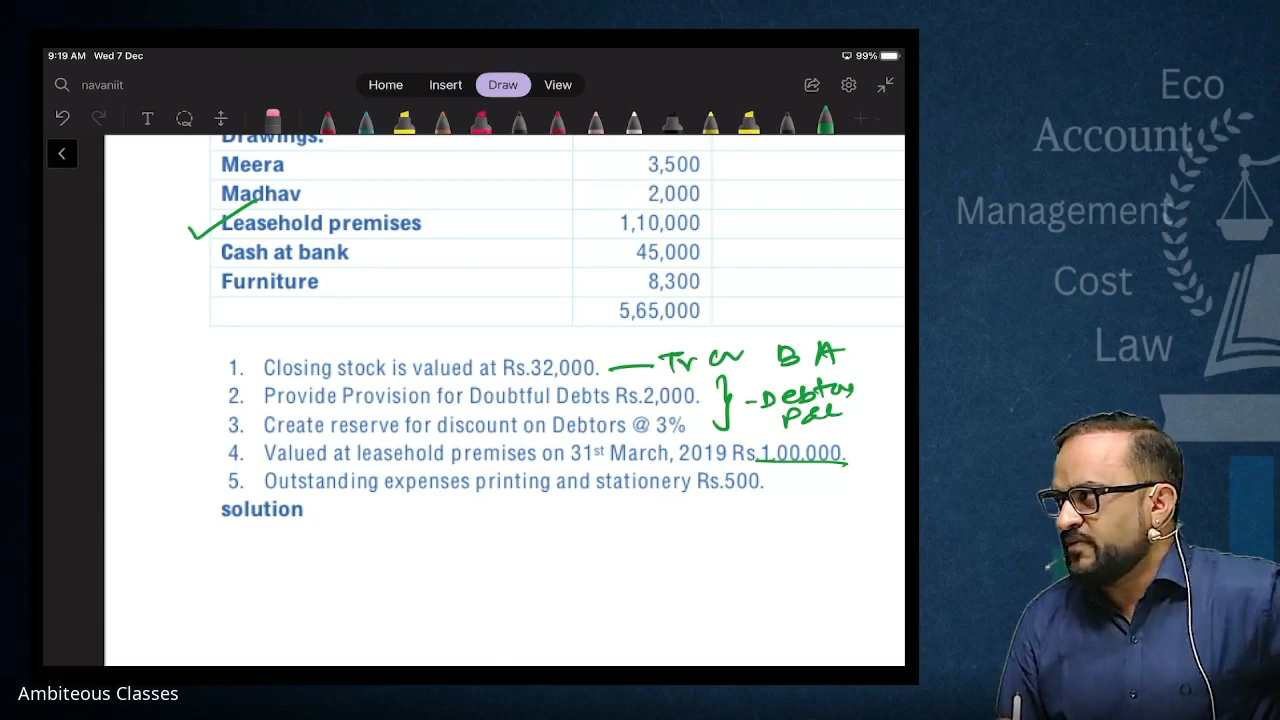 9:19 AM Wed 7 Dec
99%
navaniit
Home Insert Draw View
Drawings:
Meera 3,500
Madhav 2,000
Leasehold premises 1,10,000
Cash at bank 45,000
Furniture 8,300
5,65,000
1. Closing stock is valued at Rs.32,000. — Tr Cr B A
2. Provide Provision for Doubtful Debts Rs.2,000.
3. Create reserve for discount on Debtors @ 3%
- Debtors
P&L
4. Valued at leasehold premises on 31st March, 2019 Rs.1,00,000.
5. Outstanding expenses printing and stationery Rs.500.
solution
Eco
Account
Management
Cost
Law
Ambiteous Classes